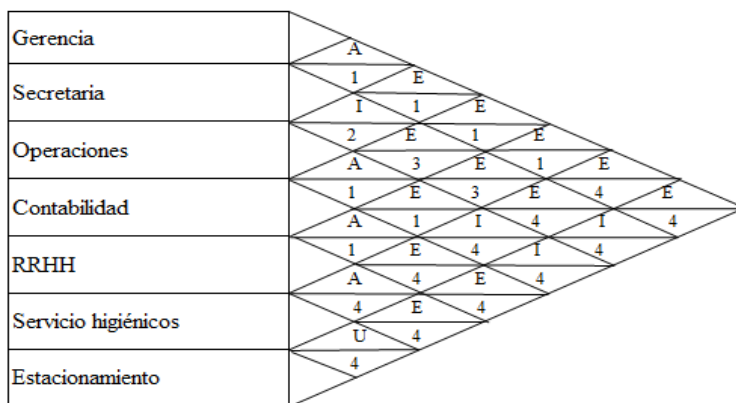 Gerencia
A
1 E
Secretaria
I 1 E
2 E 1 E
Operaciones
A 3 E 1 E
1 E 3 E 4 E
Contabilidad
A 1 I 4 I 4
1 E 4 I 4
RRHH
A 4 E 4
4 E 4
Servicio higiénicos
U 4
4
Estacionamiento